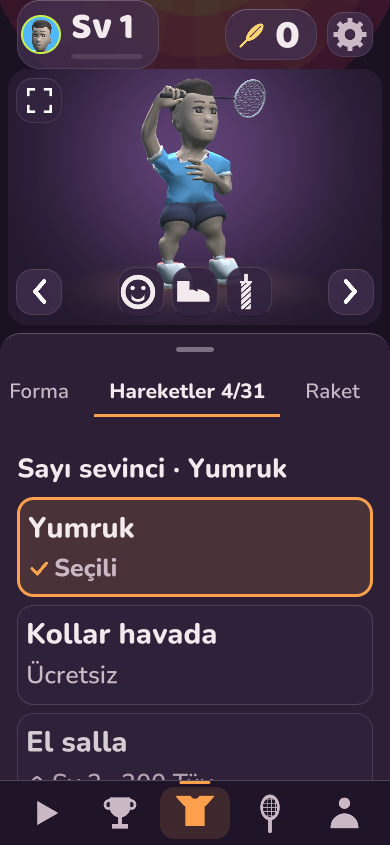 Sv 1
0
Forma
Hareketler 4/31
Raket
Sayı sevinci · Yumruk
Yumruk
Seçili
Kollar havada
Ücretsiz
El salla